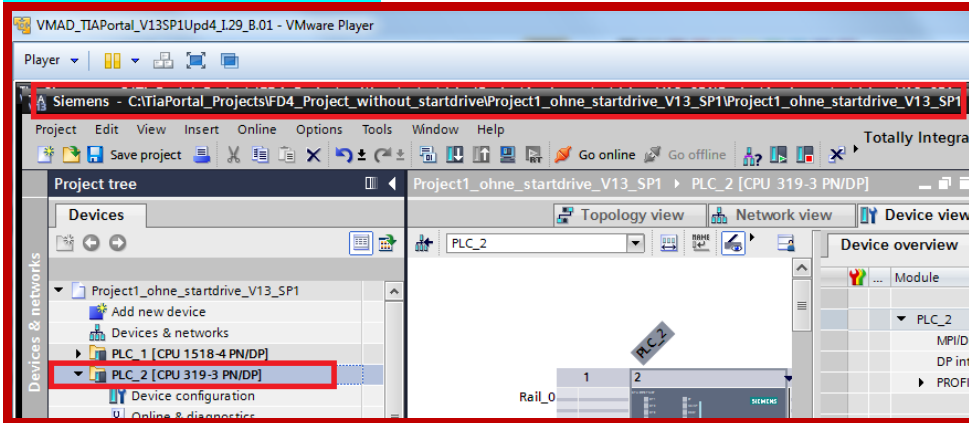 VMAD_TIAPortal_V13SP1Upd4_I.29_B.01 - VMware Player
Player
Siemens - C:\TiaPortal_Projects\FD4_Project_without_startdrive\Project1_ohne_startdrive_V13_SP1\Project1_ohne_startdrive_V13_SP1
Project Edit View Insert Online Options Tools Window Help
Totally Integra
Save project Go online Go offline
Project tree
Project1_ohne_startdrive_V13_SP1 PLC_2 [CPU 319-3 PN/DP]
Devices
Topology view Network view Device view
PLC_2
Device overview
Devices & networks
... Module
Project1_ohne_startdrive_V13_SP1
Add new device
Devices & networks
PLC_1 [CPU 1518-4 PN/DP]
PLC_2 [CPU 319-3 PN/DP]
Device configuration
Online & diagnostics
PLC_2
1 2
Rail_0
SIEMENS
PLC_2
MPI/D
DP in
PROFI